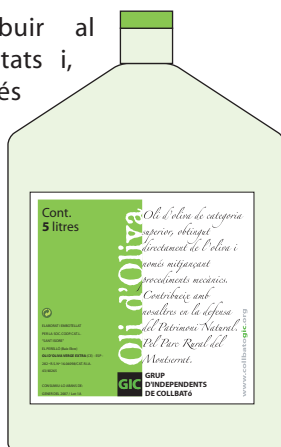 buir al
tats i,
és
Cont.
5 litres
Oli d'Oliva
Oli d'oliva de categoria
superior, obtingut
directament de l'oliva i
només mitjançant
procediments mecànics.
Contribueix amb
nosaltres en la defensa
del Patrimoni Natural.
Pel Parc Rural del
Montserrat.
www.collbatogic.org
GIC
GRUP
D'INDEPENDENTS
DE COLLBATó